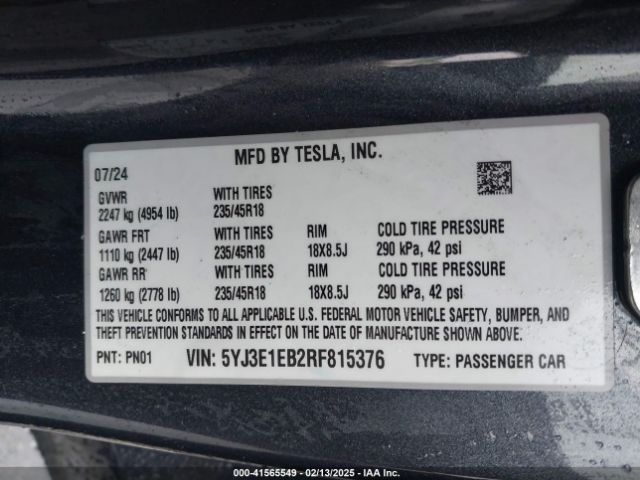 MFD BY TESLA, INC.
07/24
GVWR WITH TIRES
2247 kg (4954 lb) 235/45R18
GAWR FRT WITH TIRES RIM COLD TIRE PRESSURE
1110 kg (2447 lb) 235/45R18 18X8.5J 290 kPa, 42 psi
GAWR RR WITH TIRES RIM COLD TIRE PRESSURE
1260 kg (2778 lb) 235/45R18 18X8.5J 290 kPa, 42 psi
THIS VEHICLE CONFORMS TO ALL APPLICABLE U.S. FEDERAL MOTOR VEHICLE SAFETY, BUMPER, AND
THEFT PREVENTION STANDARDS IN EFFECT ON THE DATE OF MANUFACTURE SHOWN ABOVE.
PNT: PN01 VIN: 5YJ3E1EB2RF815376 TYPE: PASSENGER CAR
000-41565549 - 02/13/2025 - IAA Inc.